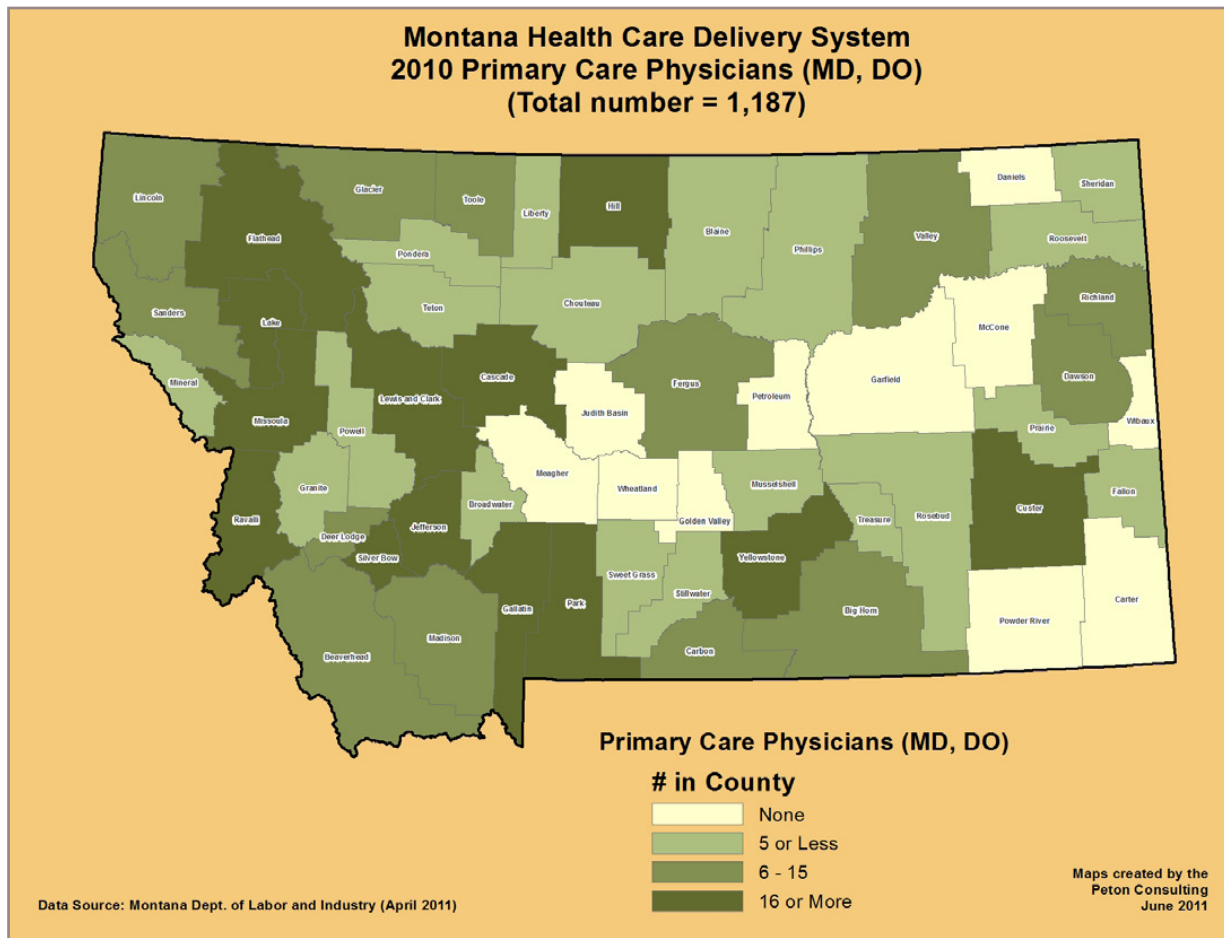 Montana Health Care Delivery System
2010 Primary Care Physicians (MD, DO)
(Total number = 1,187)
Lincoln
Flathead
Glacier
Toole
Liberty
Hill
Blaine
Phillips
Valley
Daniels
Sheridan
Roosevelt
Pondera
Teton
Chouteau
Richland
McCone
Sanders
Lake
Mineral
Missoula
Powell
Lewis and Clark
Cascade
Judith Basin
Fergus
Petroleum
Garfield
Dawson
Wibaux
Prairie
Granite
Ravalli
Deer Lodge
Silver Bow
Jefferson
Broadwater
Meagher
Wheatland
Golden Valley
Musselshell
Treasure
Rosebud
Custer
Fallon
Beaverhead
Madison
Gallatin
Park
Sweet Grass
Stillwater
Yellowstone
Carbon
Big Horn
Powder River
Carter
Primary Care Physicians (MD, DO)
# in County
None
5 or Less
6 - 15
16 or More
Data Source: Montana Dept. of Labor and Industry (April 2011)
Maps created by the
Peton Consulting
June 2011